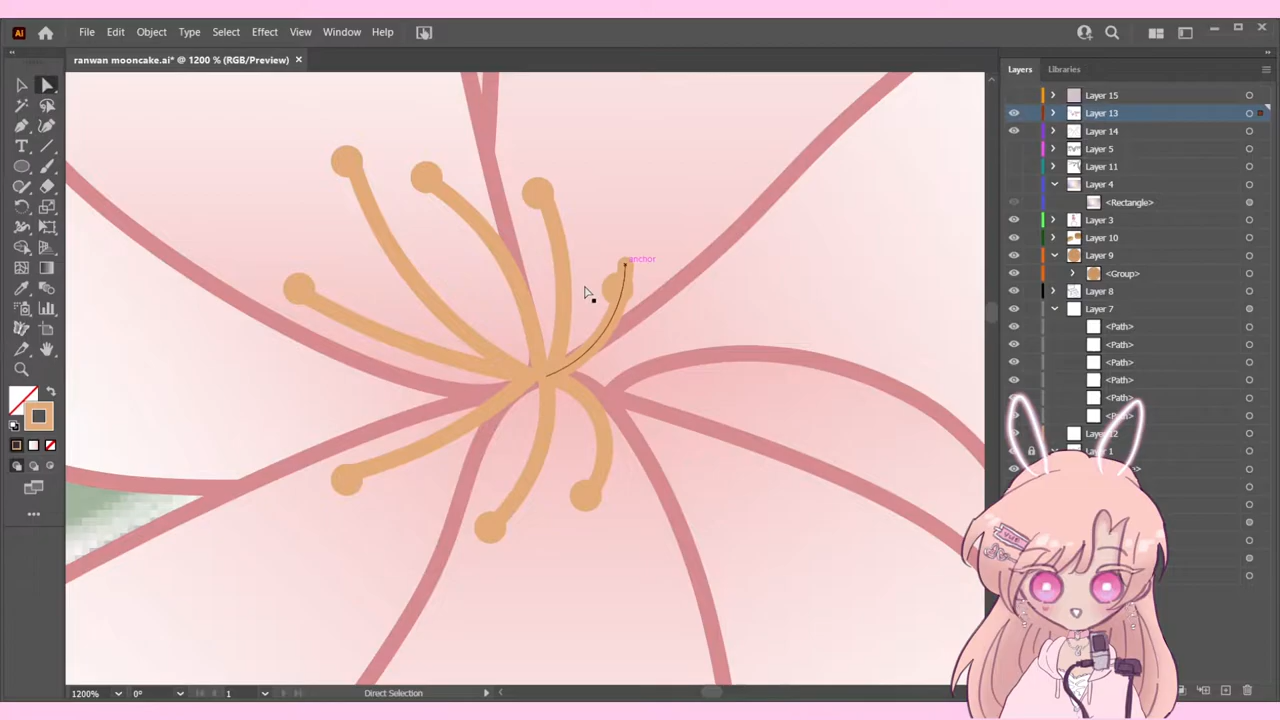 Ai File Edit Object Type Select Effect View Window Help
ranwan mooncake.ai* @ 1200 % (RGB/Preview) ×
Layers Libraries
Layer 15
Layer 13
Layer 14
Layer 5
Layer 11
Layer 4
<Rectangle>
Layer 3
Layer 10
Layer 9
<Group>
Layer 8
Layer 7
<Path>
<Path>
<Path>
<Path>
<Path>
<Path>
anchor
1200% 0° 1 Direct Selection